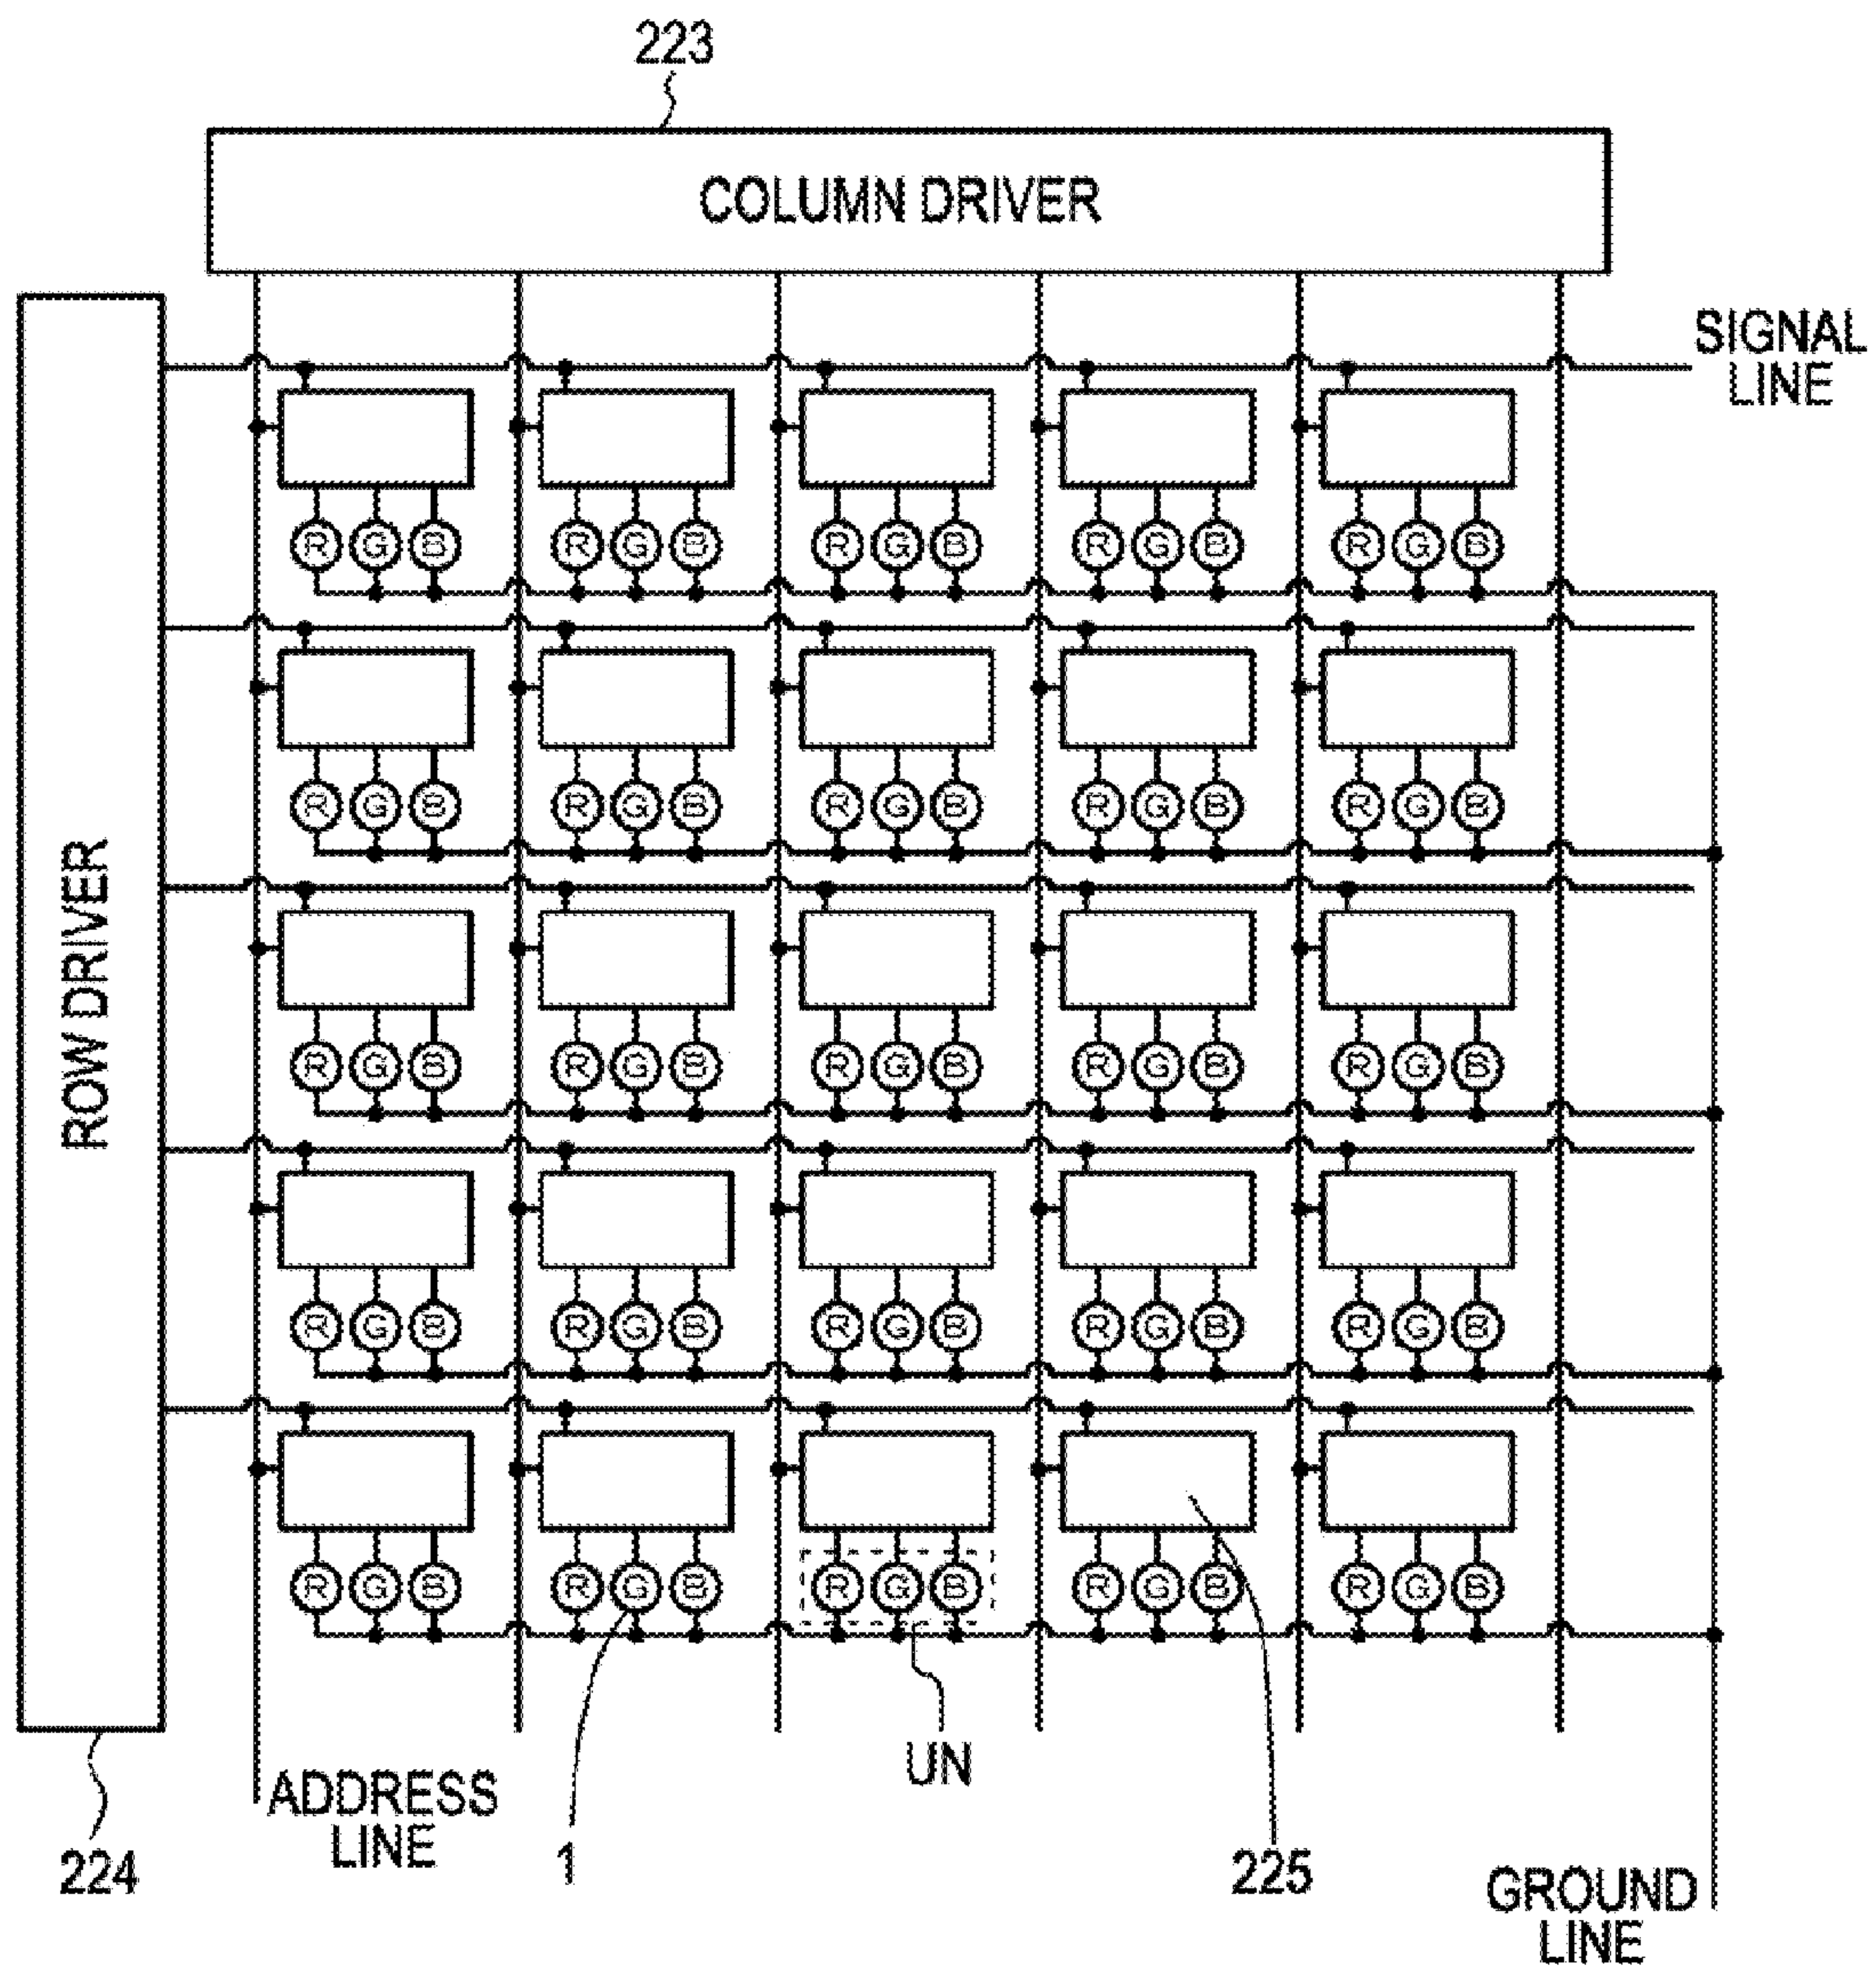 223
COLUMN DRIVER
SIGNAL
LINE
R G B R G B R G B R G B R G B
R G B R G B R G B R G B R G B
ROW DRIVER
R G B R G B R G B R G B R G B
R G B R G B R G B R G B R G B
R G B R G B R G B R G B R G B
UN
ADDRESS
LINE
1
224
225
GROUND
LINE